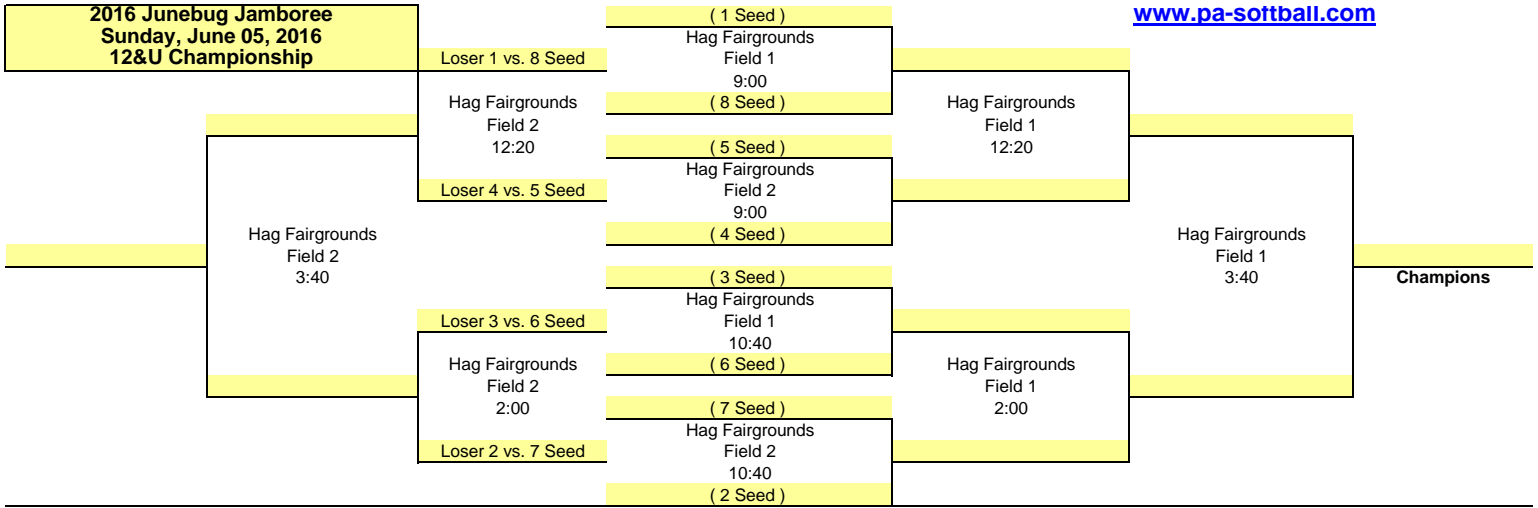 2016 Junebug Jamboree
Sunday, June 05, 2016
12&U Championship
www.pa-softball.com
( 1 Seed )
Hag Fairgrounds
Field 1
9:00
( 8 Seed )
Loser 1 vs. 8 Seed
Hag Fairgrounds
Field 2
12:20
Loser 4 vs. 5 Seed
( 5 Seed )
Hag Fairgrounds
Field 2
9:00
( 4 Seed )
Hag Fairgrounds
Field 1
12:20
Hag Fairgrounds
Field 2
3:40
Hag Fairgrounds
Field 1
3:40
Champions
( 3 Seed )
Hag Fairgrounds
Field 1
10:40
( 6 Seed )
Loser 3 vs. 6 Seed
Hag Fairgrounds
Field 2
2:00
Loser 2 vs. 7 Seed
( 7 Seed )
Hag Fairgrounds
Field 2
10:40
( 2 Seed )
Hag Fairgrounds
Field 1
2:00